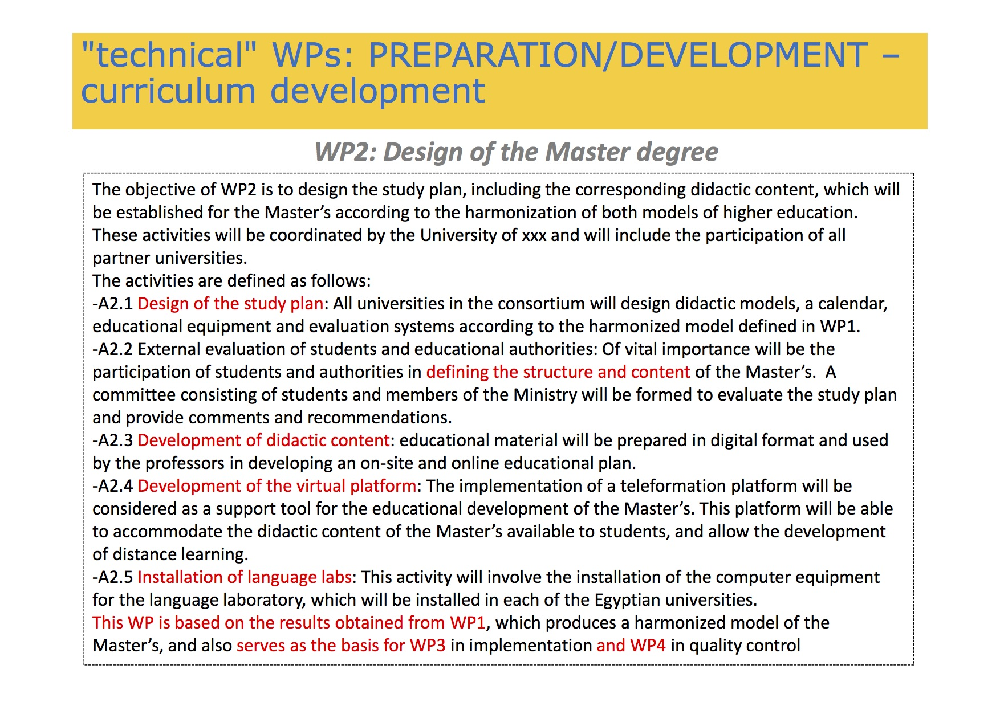 "technical" WPs: PREPARATION/DEVELOPMENT –
curriculum development
WP2: Design of the Master degree
The objective of WP2 is to design the study plan, including the corresponding didactic content, which will
be established for the Master’s according to the harmonization of both models of higher education.
These activities will be coordinated by the University of xxx and will include the participation of all
partner universities.
The activities are defined as follows:
-A2.1 Design of the study plan: All universities in the consortium will design didactic models, a calendar,
educational equipment and evaluation systems according to the harmonized model defined in WP1.
-A2.2 External evaluation of students and educational authorities: Of vital importance will be the
participation of students and authorities in defining the structure and content of the Master’s.  A
committee consisting of students and members of the Ministry will be formed to evaluate the study plan
and provide comments and recommendations.
-A2.3 Development of didactic content: educational material will be prepared in digital format and used
by the professors in developing an on-site and online educational plan.
-A2.4 Development of the virtual platform: The implementation of a teleformation platform will be
considered as a support tool for the educational development of the Master’s. This platform will be able
to accommodate the didactic content of the Master’s available to students, and allow the development
of distance learning.
-A2.5 Installation of language labs: This activity will involve the installation of the computer equipment
for the language laboratory, which will be installed in each of the Egyptian universities.
This WP is based on the results obtained from WP1, which produces a harmonized model of the
Master’s, and also serves as the basis for WP3 in implementation and WP4 in quality control